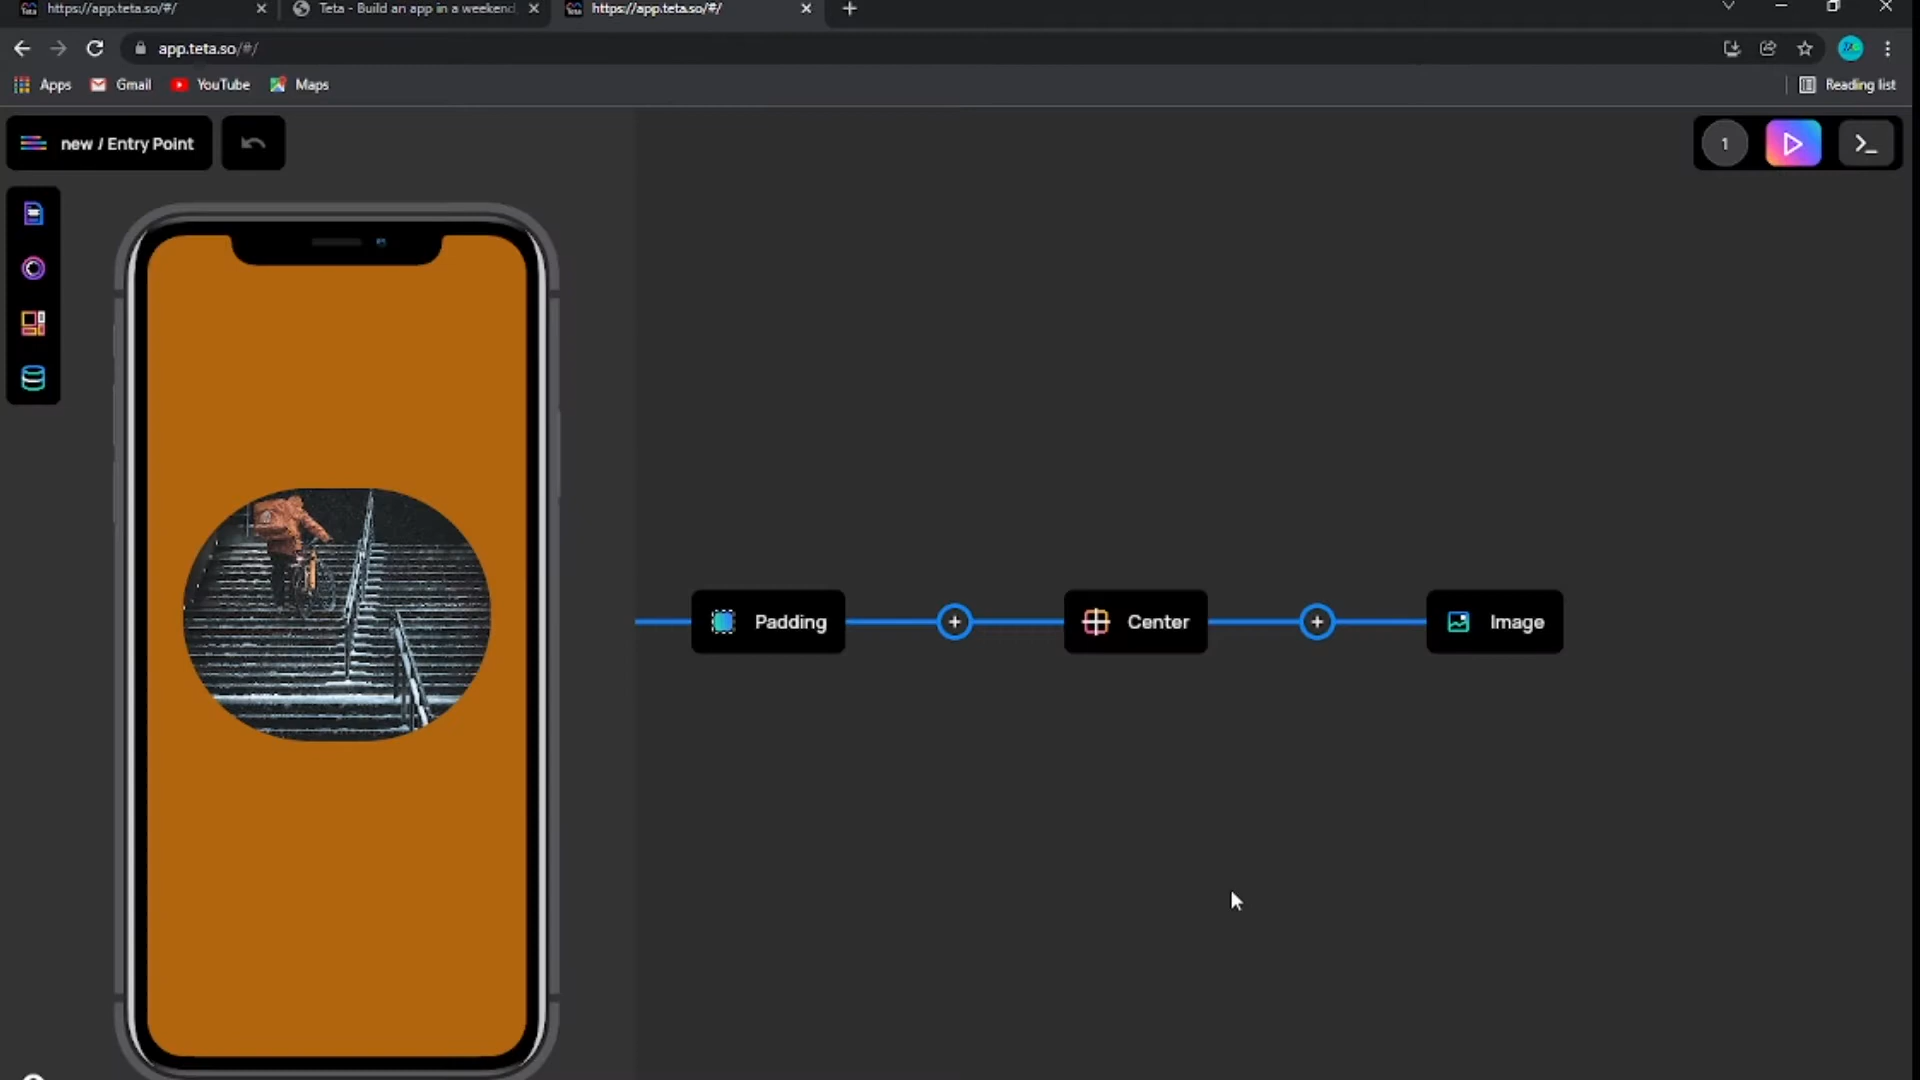 https://app.teta.so/#/
Teta - Build an app in a weekend
https://app.teta.so/#/
app.teta.so/#/
Apps
Gmail
YouTube
Maps
Reading list
new / Entry Point
1
Padding
Center
Image